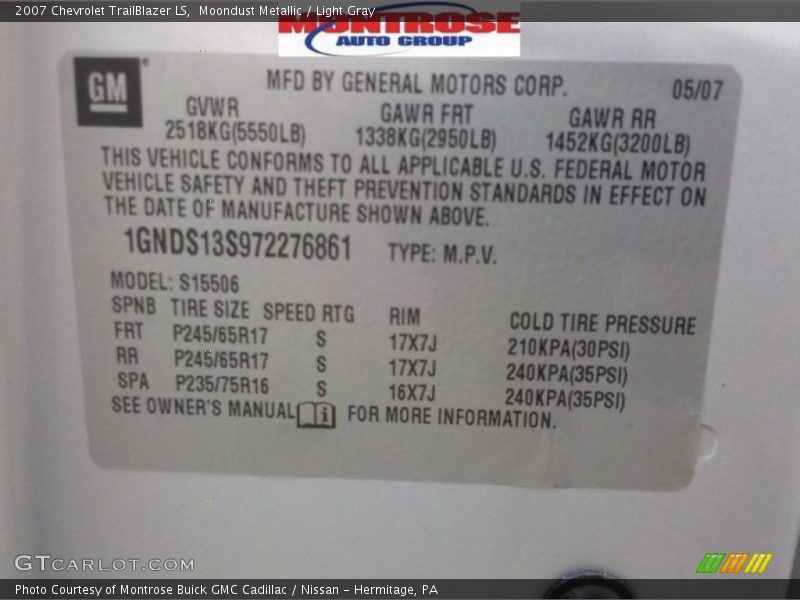 2007 Chevrolet TrailBlazer LS, Moondust Metallic / Light Gray
MONTROSE
AUTO GROUP
GM
MFD BY GENERAL MOTORS CORP. 05/07
GVWR GAWR FRT GAWR RR
2518KG(5550LB) 1338KG(2950LB) 1452KG(3200LB)
THIS VEHICLE CONFORMS TO ALL APPLICABLE U.S. FEDERAL MOTOR
VEHICLE SAFETY AND THEFT PREVENTION STANDARDS IN EFFECT ON
THE DATE OF MANUFACTURE SHOWN ABOVE.
1GNDS13S972276861 TYPE: M.P.V.
MODEL: S15506
SPNB TIRE SIZE SPEED RTG RIM COLD TIRE PRESSURE
FRT P245/65R17 S 17X7J 210KPA(30PSI)
RR P245/65R17 S 17X7J 240KPA(35PSI)
SPA P235/75R16 S 16X7J 240KPA(35PSI)
SEE OWNER'S MANUAL i FOR MORE INFORMATION.
GTCARLOT.COM
Photo Courtesy of Montrose Buick GMC Cadillac / Nissan - Hermitage, PA